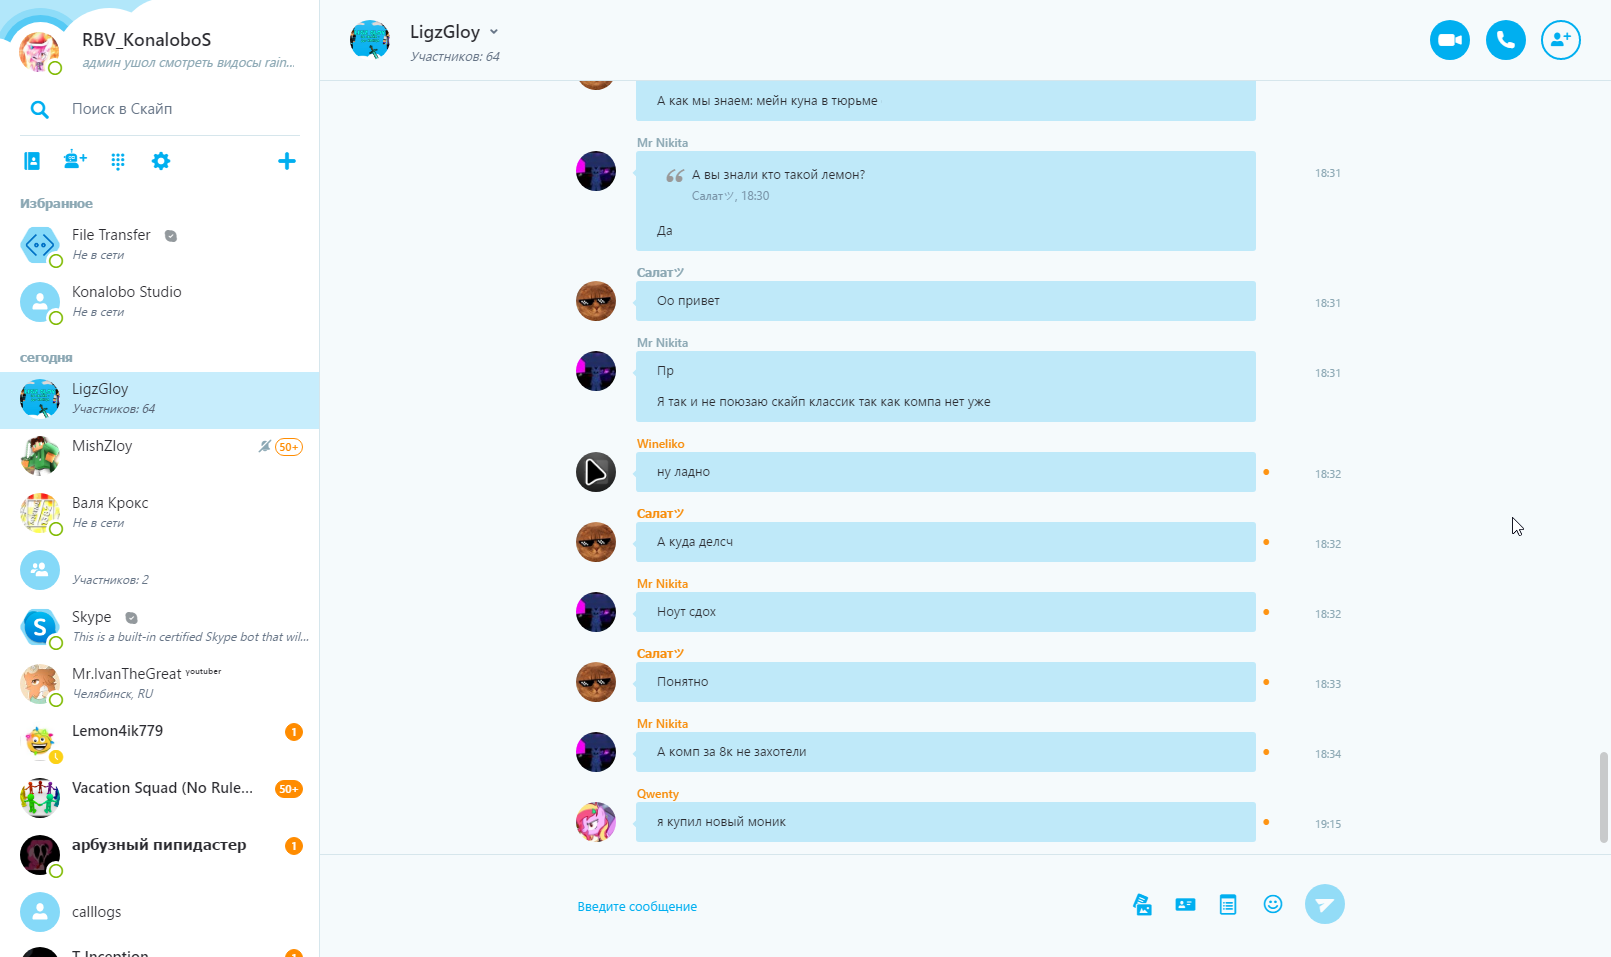 RBV_KonaloboS
админ ушол смотреть видосы rain...
Поиск в Скайп
Избранное
File Transfer
Не в сети
Konalobo Studio
Не в сети
сегодня
LigzGloy
Участников: 64
MishZloy
50+
Валя Крокс
Не в сети
Участников: 2
Skype
This is a built-in certified Skype bot that wil...
Mr.IvanTheGreat ʸᵒᵘᵗᵘᵇᵉʳ
Челябинск, RU
Lemon4ik779
1
Vacation Squad (No Rule...
50+
арбузный пипидастер
1
calllogs
T-Inception
1
LigzGloy
Участников: 64
А как мы знаем: мейн куна в тюрьме
Mr Nikita
А вы знали кто такой лемон?
Салатツ, 18:30
Да
18:31
Салатツ
Оо привет
18:31
Mr Nikita
Пр
18:31
Я так и не поюзаю скайп классик так как компа нет уже
Wineliko
ну ладно
18:32
Салатツ
А куда делсч
18:32
Mr Nikita
Ноут сдох
18:32
Салатツ
Понятно
18:33
Mr Nikita
А комп за 8к не захотели
18:34
Qwenty
я купил новый моник
19:15
Введите сообщение